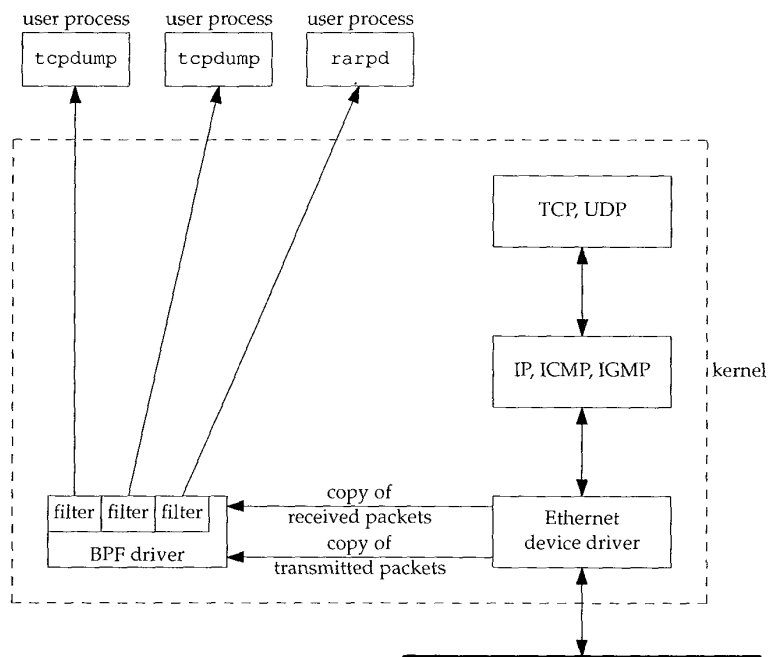 user process user process user process
tcpdump tcpdump rarpd
TCP, UDP
IP, ICMP, IGMP
kernel
copy of
received packets
filter filter filter
BPF driver
copy of
transmitted packets
Ethernet
device driver